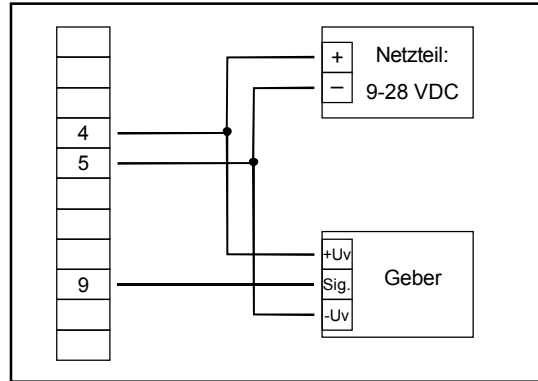 4
5
9
+
−
Netzteil:
9-28 VDC
+Uv
Sig.
-Uv
Geber